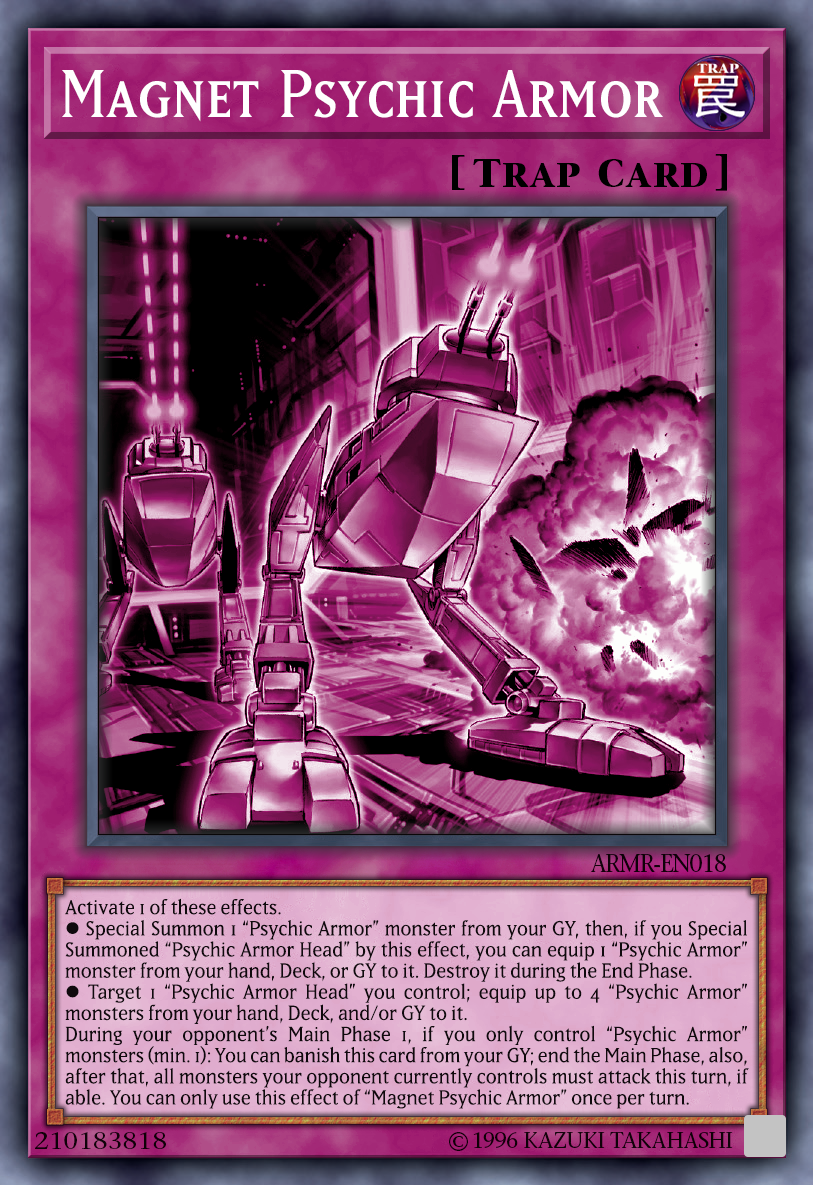 MAGNET PSYCHIC ARMOR
TRAP
罠
[TRAP CARD]
ARMR-EN018
Activate 1 of these effects.
● Special Summon 1 “Psychic Armor” monster from your GY, then, if you Special
Summoned “Psychic Armor Head” by this effect, you can equip 1 “Psychic Armor”
monster from your hand, Deck, or GY to it. Destroy it during the End Phase.
● Target 1 “Psychic Armor Head” you control; equip up to 4 “Psychic Armor”
monsters from your hand, Deck, and/or GY to it.
During your opponent’s Main Phase 1, if you only control “Psychic Armor”
monsters (min. 1): You can banish this card from your GY; end the Main Phase, also,
after that, all monsters your opponent currently controls must attack this turn, if
able. You can only use this effect of “Magnet Psychic Armor” once per turn.
210183818
© 1996 KAZUKI TAKAHASHI